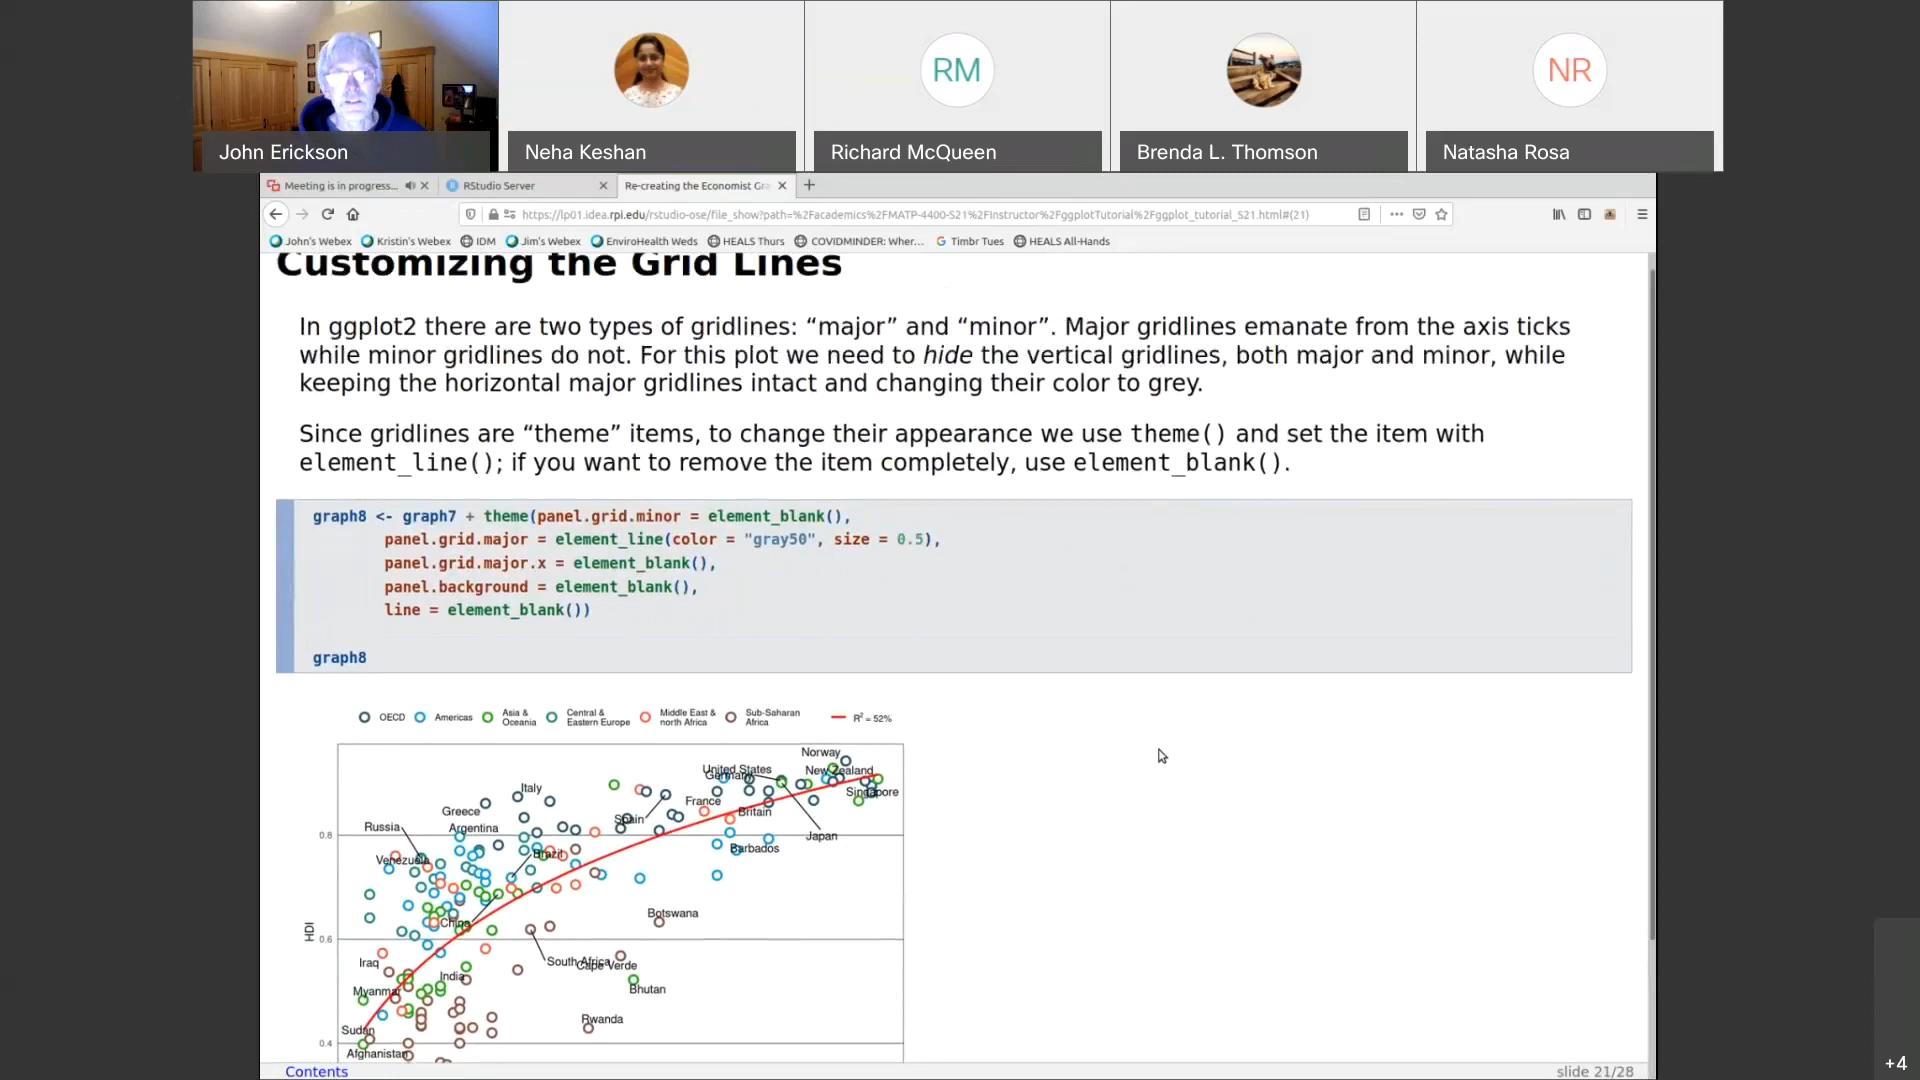 John Erickson
Neha Keshan
RM
Richard McQueen
Brenda L. Thomson
NR
Natasha Rosa
Meeting is in progress...
RStudio Server
Re-creating the Economist Gra
https://lp01.idea.rpi.edu/rstudio-ose/file_show?path=%2Facademics%2FMATP-4400-S21%2FInstructor%2FggplotTutorial%2Fggplot_tutorial_S21.html#(21)
John's Webex Kristin's Webex IDM Jim's Webex EnviroHealth Weds HEALS Thurs COVIDMINDER: Wher... Timbr Tues HEALS All-Hands
Customizing the Grid Lines
In ggplot2 there are two types of gridlines: “major” and “minor”. Major gridlines emanate from the axis ticks
while minor gridlines do not. For this plot we need to hide the vertical gridlines, both major and minor, while
keeping the horizontal major gridlines intact and changing their color to grey.
Since gridlines are “theme” items, to change their appearance we use theme() and set the item with
element_line(); if you want to remove the item completely, use element_blank().
graph8 <- graph7 + theme(panel.grid.minor = element_blank(),
panel.grid.major = element_line(color = "gray50", size = 0.5),
panel.grid.major.x = element_blank(),
panel.background = element_blank(),
line = element_blank())
graph8
OECD
Americas
Asia &
Oceania
Central &
Eastern Europe
Middle East &
north Africa
Sub-Saharan
Africa
R² = 52%
Norway
United States
Germany
New Zealand
Italy
Singapore
France
Greece
Britain
Spain
Russia
Argentina
0.8
Japan
Barbados
Brazil
Venezuela
Botswana
China
HDI
0.6
South Africa
Cape Verde
Iraq
India
Bhutan
Myanmar
Rwanda
Sudan
0.4
Afghanistan
Contents
slide 21/28
+4